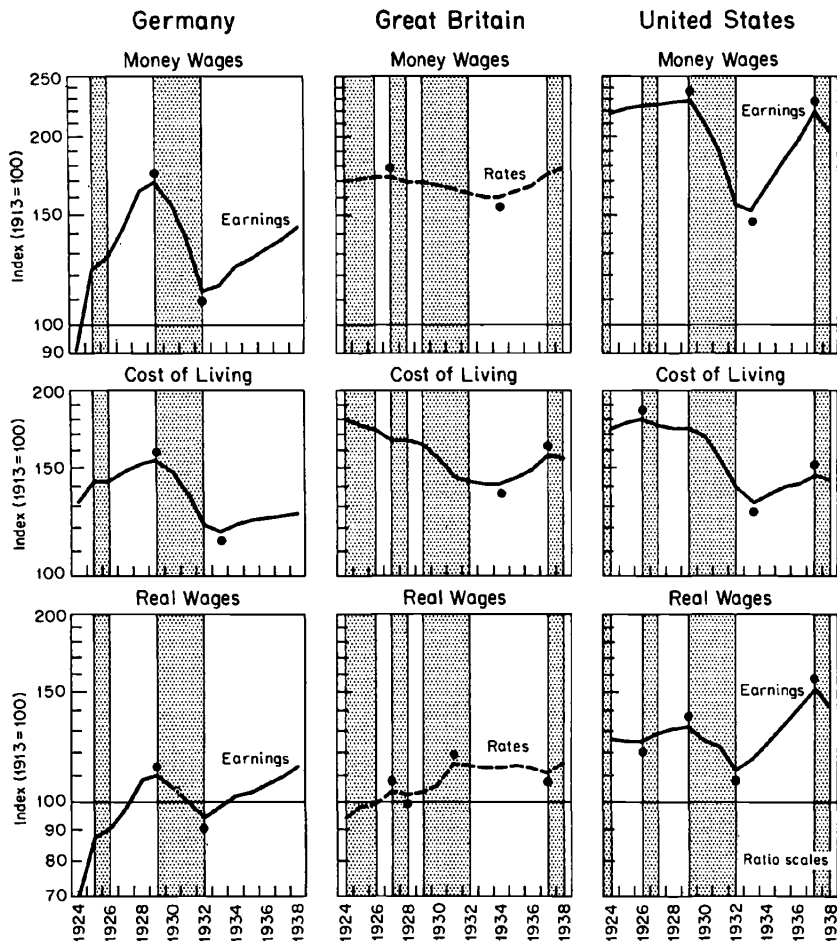 Germany Great Britain United States
Money Wages Money Wages Money Wages
250
200
150
100
90
Index (1913=100)
Earnings
Rates
Earnings
Cost of Living Cost of Living Cost of Living
200
150
100
Index (1913=100)
Real Wages Real Wages Real Wages
200
150
100
90
80
70
Index (1913=100)
Earnings
Rates
Earnings
Ratio scales
1924 1926 1928 1930 1932 1934 1936 1938 1924 1926 1928 1930 1932 1934 1936 1938 1924 1926 1928 1930 1932 1934 1936 1938